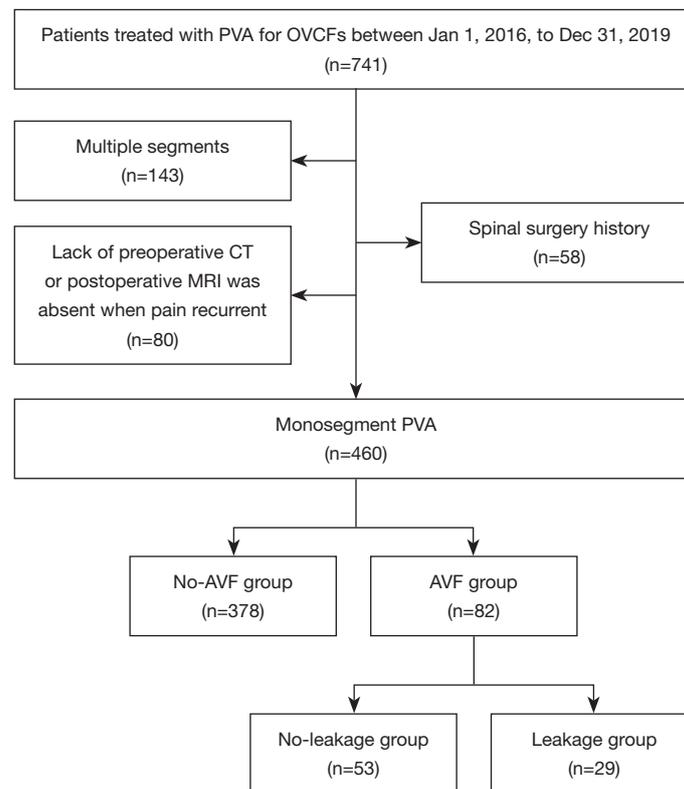 Patients treated with PVA for OVCFs between Jan 1, 2016, to Dec 31, 2019
(n=741)
Multiple segments
(n=143)
Spinal surgery history
(n=58)
Lack of preoperative CT
or postoperative MRI was
absent when pain recurrent
(n=80)
Monosegment PVA
(n=460)
No-AVF group
(n=378)
AVF group
(n=82)
No-leakage group
(n=53)
Leakage group
(n=29)